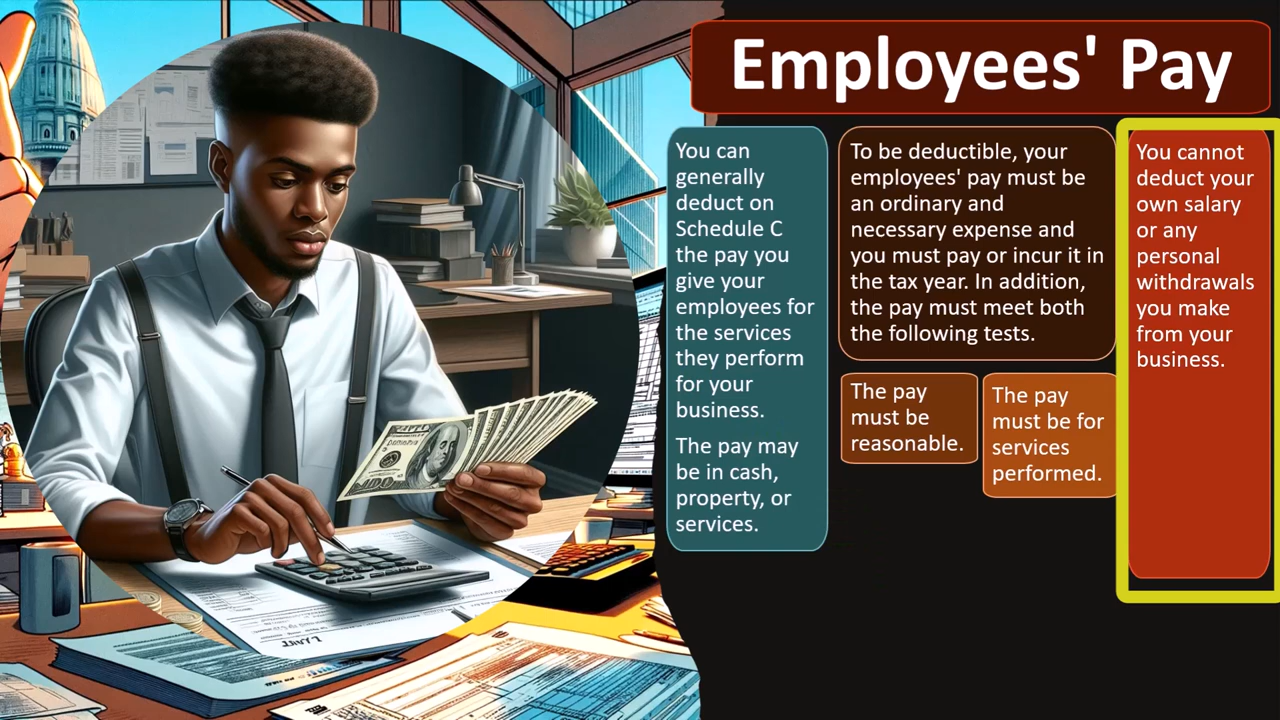 Employees' Pay
You can
generally
deduct on
Schedule C
the pay you
give your
employees for
the services
they perform
for your
business.
The pay may
be in cash,
property, or
services.
To be deductible, your
employees' pay must be
an ordinary and
necessary expense and
you must pay or incur it in
the tax year. In addition,
the pay must meet both
the following tests.
The pay
must be
reasonable.
The pay
must be for
services
performed.
You cannot
deduct your
own salary
or any
personal
withdrawals
you make
from your
business.